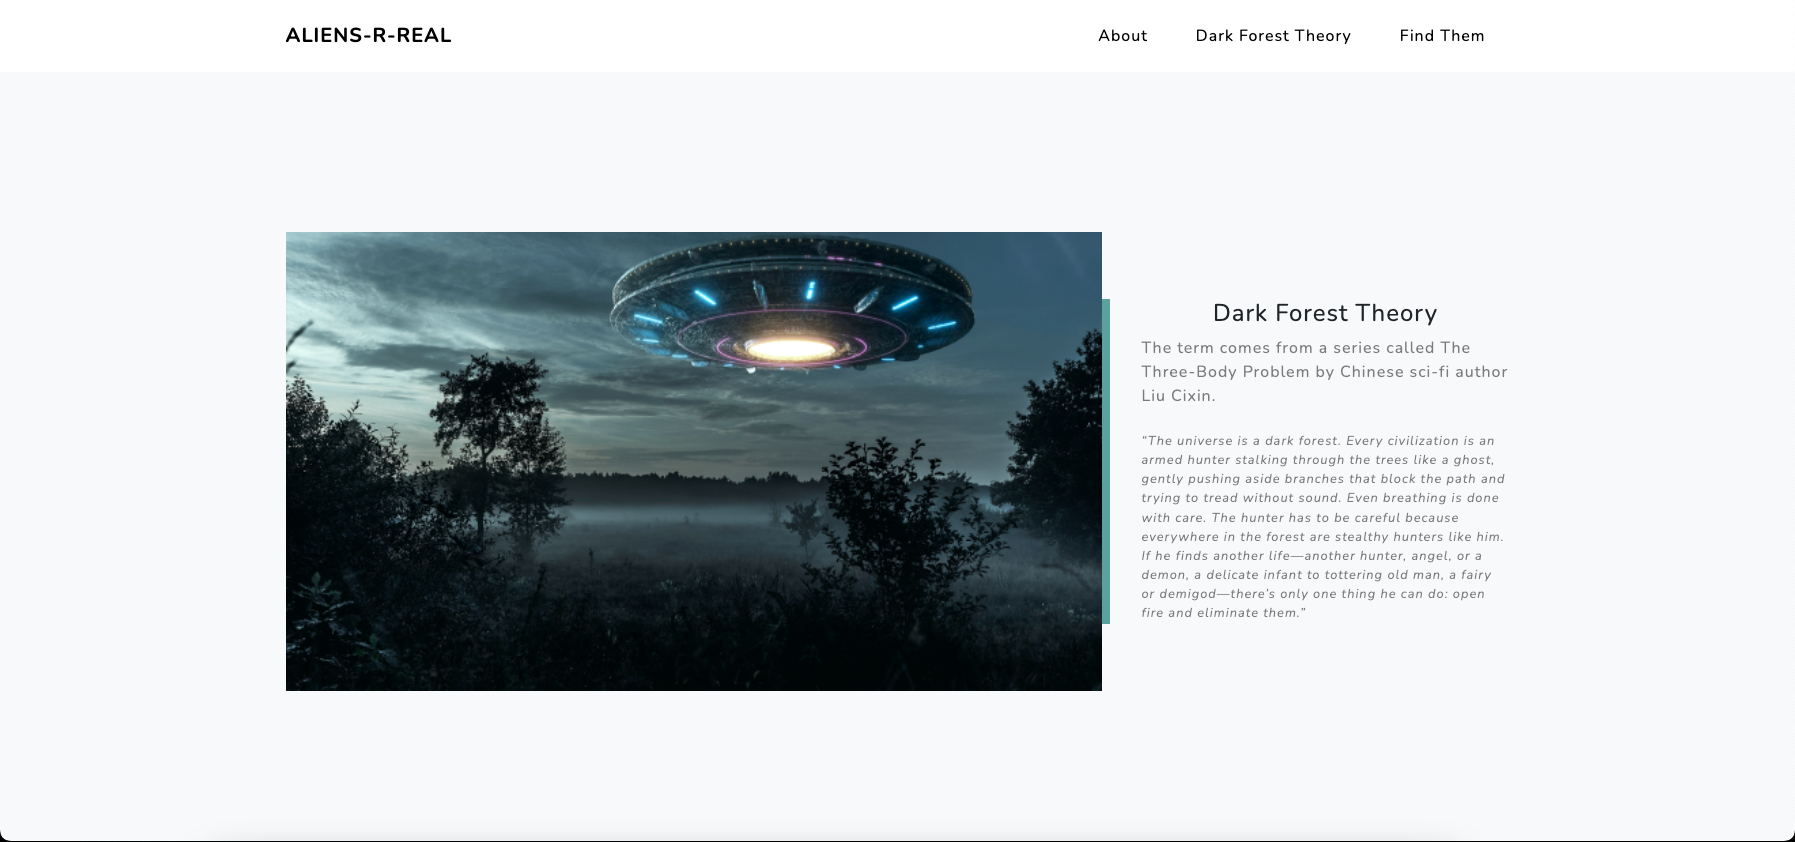 ALIENS-R-REAL
About
Dark Forest Theory
Find Them
Dark Forest Theory
The term comes from a series called The
Three-Body Problem by Chinese sci-fi author
Liu Cixin.
“The universe is a dark forest. Every civilization is an
armed hunter stalking through the trees like a ghost,
gently pushing aside branches that block the path and
trying to tread without sound. Even breathing is done
with care. The hunter has to be careful because
everywhere in the forest are stealthy hunters like him.
If he finds another life—another hunter, angel, or a
demon, a delicate infant to tottering old man, a fairy
or demigod—there’s only one thing he can do: open
fire and eliminate them.”